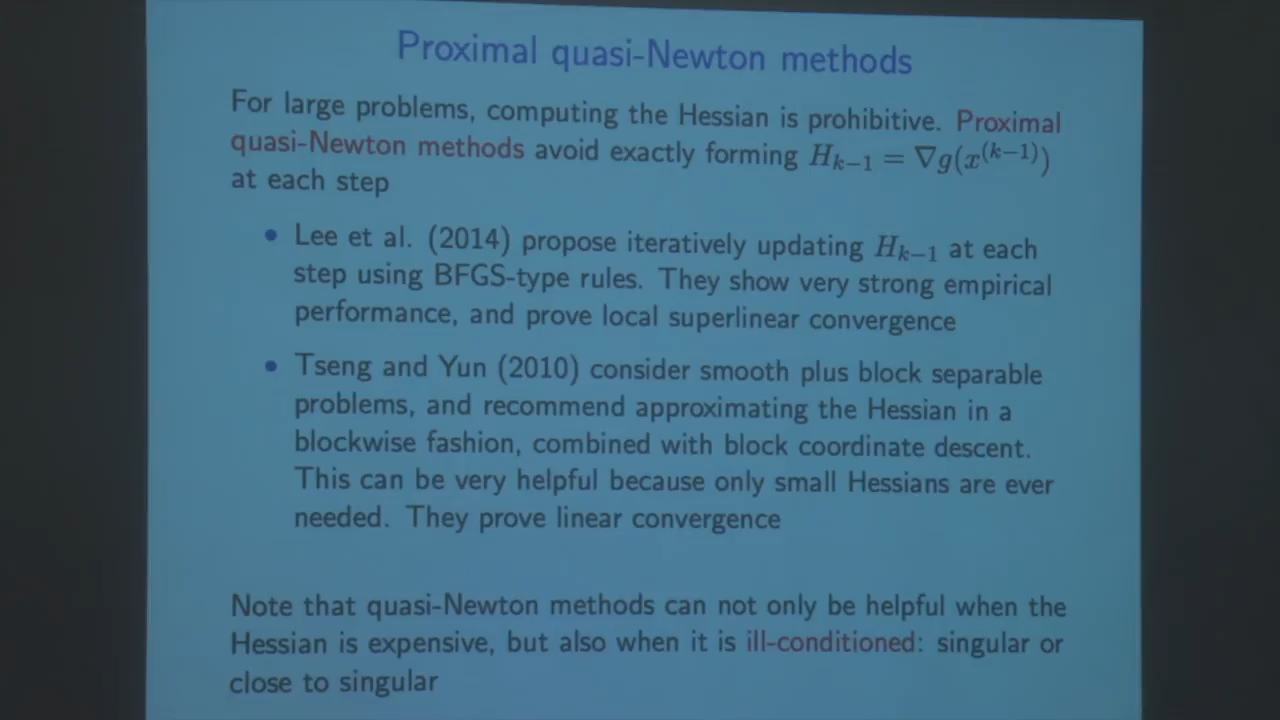 Proximal quasi-Newton methods
For large problems, computing the Hessian is prohibitive. Proximal
quasi-Newton methods avoid exactly forming H_{k−1} = ∇g(x^{(k−1)})
at each step
• Lee et al. (2014) propose iteratively updating H_{k−1} at each
step using BFGS-type rules. They show very strong empirical
performance, and prove local superlinear convergence
• Tseng and Yun (2010) consider smooth plus block separable
problems, and recommend approximating the Hessian in a
blockwise fashion, combined with block coordinate descent.
This can be very helpful because only small Hessians are ever
needed. They prove linear convergence
Note that quasi-Newton methods can not only be helpful when the
Hessian is expensive, but also when it is ill-conditioned: singular or
close to singular